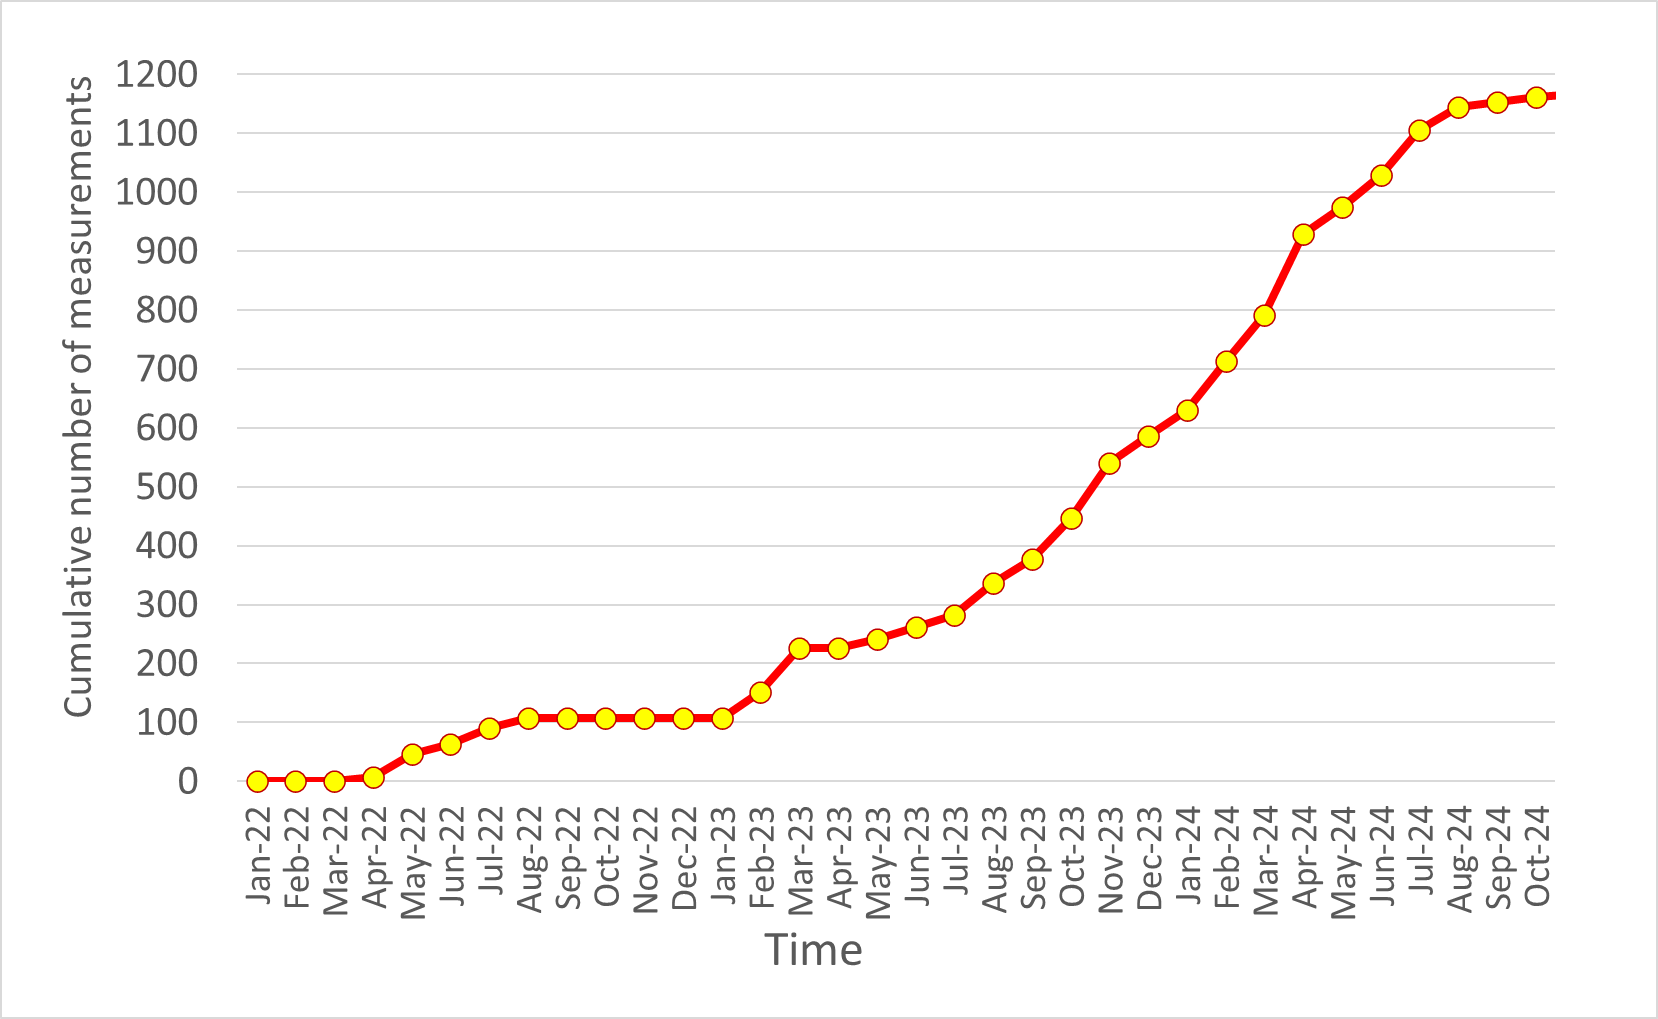 Cumulative number of measurements
1200
1100
1000
900
800
700
600
500
400
300
200
100
0
Jan-22
Feb-22
Mar-22
Apr-22
May-22
Jun-22
Jul-22
Aug-22
Sep-22
Oct-22
Nov-22
Dec-22
Jan-23
Feb-23
Mar-23
Apr-23
May-23
Jun-23
Jul-23
Aug-23
Sep-23
Oct-23
Nov-23
Dec-23
Jan-24
Feb-24
Mar-24
Apr-24
May-24
Jun-24
Jul-24
Aug-24
Sep-24
Oct-24
Time